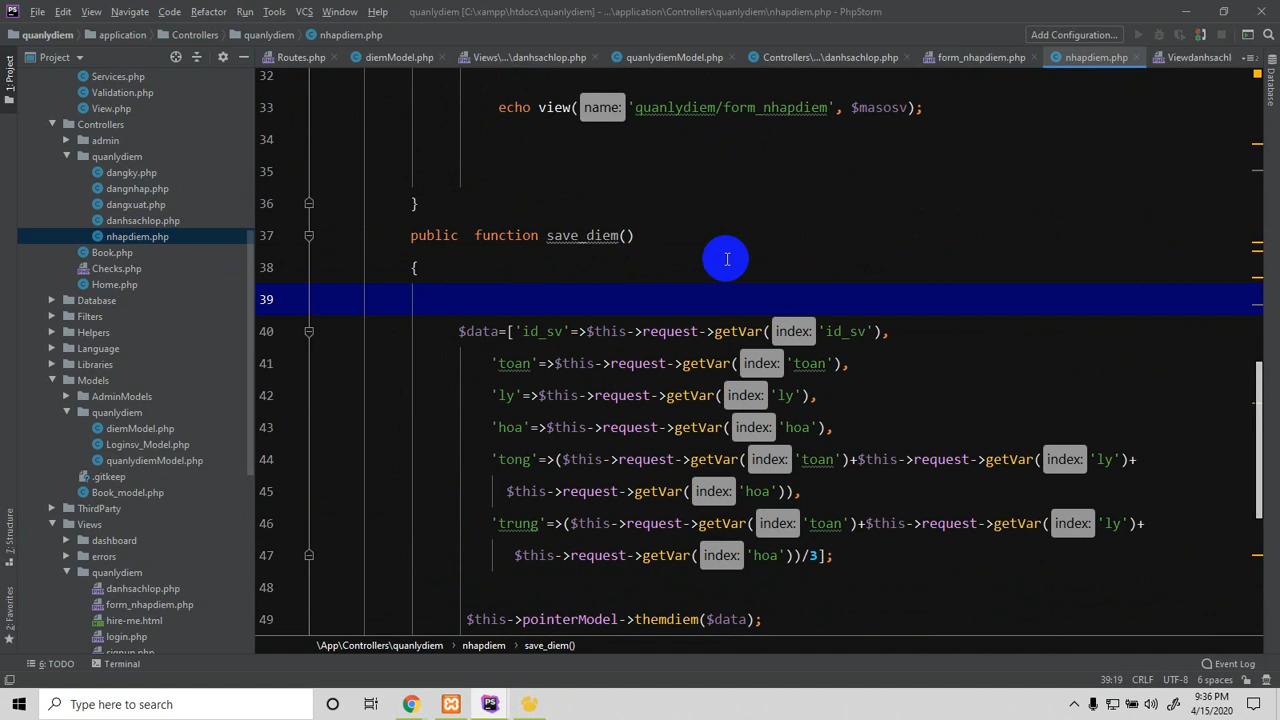 File Edit View Navigate Code Refactor Run Tools VCS Window Help quanlydiem [C:\xampp\htdocs\quanlydiem] - ...\application\Controllers\quanlydiem\nhapdiem.php - PhpStorm
quanlydiem application Controllers quanlydiem nhapdiem.php Add Configuration...
Project Routes.php diemModel.php Views\...\danhsachlop.php quanlydiemModel.php Controllers\...\danhsachlop.php form_nhapdiem.php nhapdiem.php Viewdanhsachl
1: Project
7: Structure
2: Favorites
Database
Services.php
Validation.php
View.php
Controllers
admin
quanlydiem
dangky.php
dangnhap.php
dangxuat.php
danhsachlop.php
nhapdiem.php
Book.php
Checks.php
Home.php
Database
Filters
Helpers
Language
Libraries
Models
AdminModels
quanlydiem
diemModel.php
Loginsv_Model.php
quanlydiemModel.php
.gitkeep
Book_model.php
ThirdParty
Views
dashboard
errors
quanlydiem
danhsachlop.php
form_nhapdiem.php
hire-me.html
login.php
signup.php
32
33 echo view( name: 'quanlydiem/form_nhapdiem', $masosv);
34
35
36 }
37 public function save_diem()
38 {
39
40 $data=['id_sv'=>$this->request->getVar( index: 'id_sv'),
41 'toan'=>$this->request->getVar( index: 'toan'),
42 'ly'=>$this->request->getVar( index: 'ly'),
43 'hoa'=>$this->request->getVar( index: 'hoa'),
44 'tong'=>($this->request->getVar( index: 'toan')+$this->request->getVar( index: 'ly')+
45 $this->request->getVar( index: 'hoa')),
46 'trung'=>($this->request->getVar( index: 'toan')+$this->request->getVar( index: 'ly')+
47 $this->request->getVar( index: 'hoa'))/3];
48
49 $this->pointerModel->themdiem($data);
\App\Controllers\quanlydiem nhapdiem save_diem()
6: TODO Terminal Event Log
39:19 CRLF UTF-8 6 spaces
Type here to search
9:36 PM
4/15/2020